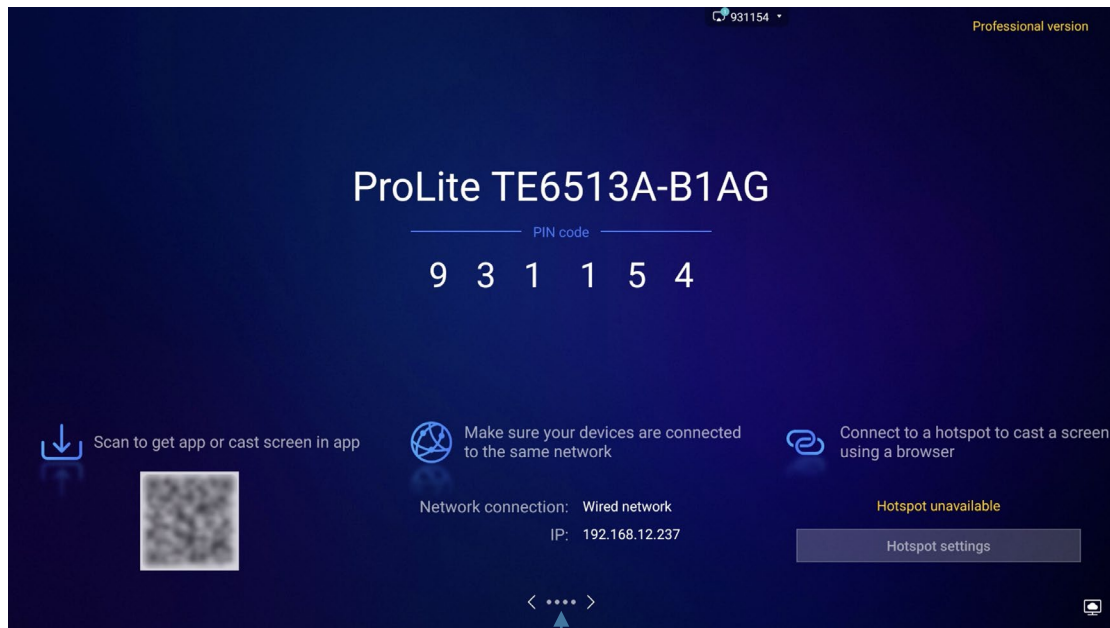 931154
Professional version
ProLite TE6513A-B1AG
PIN code
9 3 1 1 5 4
Scan to get app or cast screen in app
Make sure your devices are connected
to the same network
Network connection: Wired network
IP: 192.168.12.237
Connect to a hotspot to cast a screen
using a browser
Hotspot unavailable
Hotspot settings